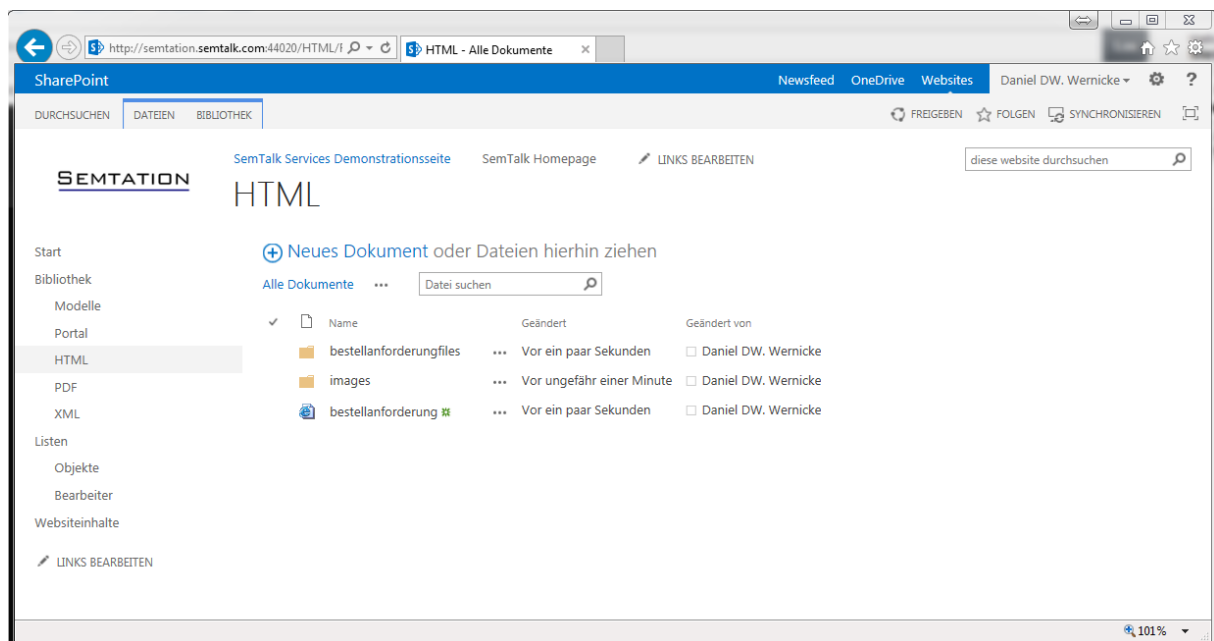 http://semtation.semtalk.com:44020/HTML/F HTML - Alle Dokumente
SharePoint Newsfeed OneDrive Websites Daniel DW. Wernicke ?
DURCHSUCHEN DATEIEN BIBLIOTHEK FREIGEBEN FOLGEN SYNCHRONISIEREN
SEMTATION
SemTalk Services Demonstrationsseite SemTalk Homepage LINKS BEARBEITEN diese website durchsuchen
HTML
Start
Bibliothek
Modelle
Portal
HTML
PDF
XML
Listen
Objekte
Bearbeiter
Websiteinhalte
LINKS BEARBEITEN
Neues Dokument oder Dateien hierhin ziehen
Alle Dokumente ... Datei suchen
Name Geändert Geändert von
bestellanforderungfiles ... Vor ein paar Sekunden Daniel DW. Wernicke
images ... Vor ungefähr einer Minute Daniel DW. Wernicke
bestellanforderung ... Vor ein paar Sekunden Daniel DW. Wernicke
101%